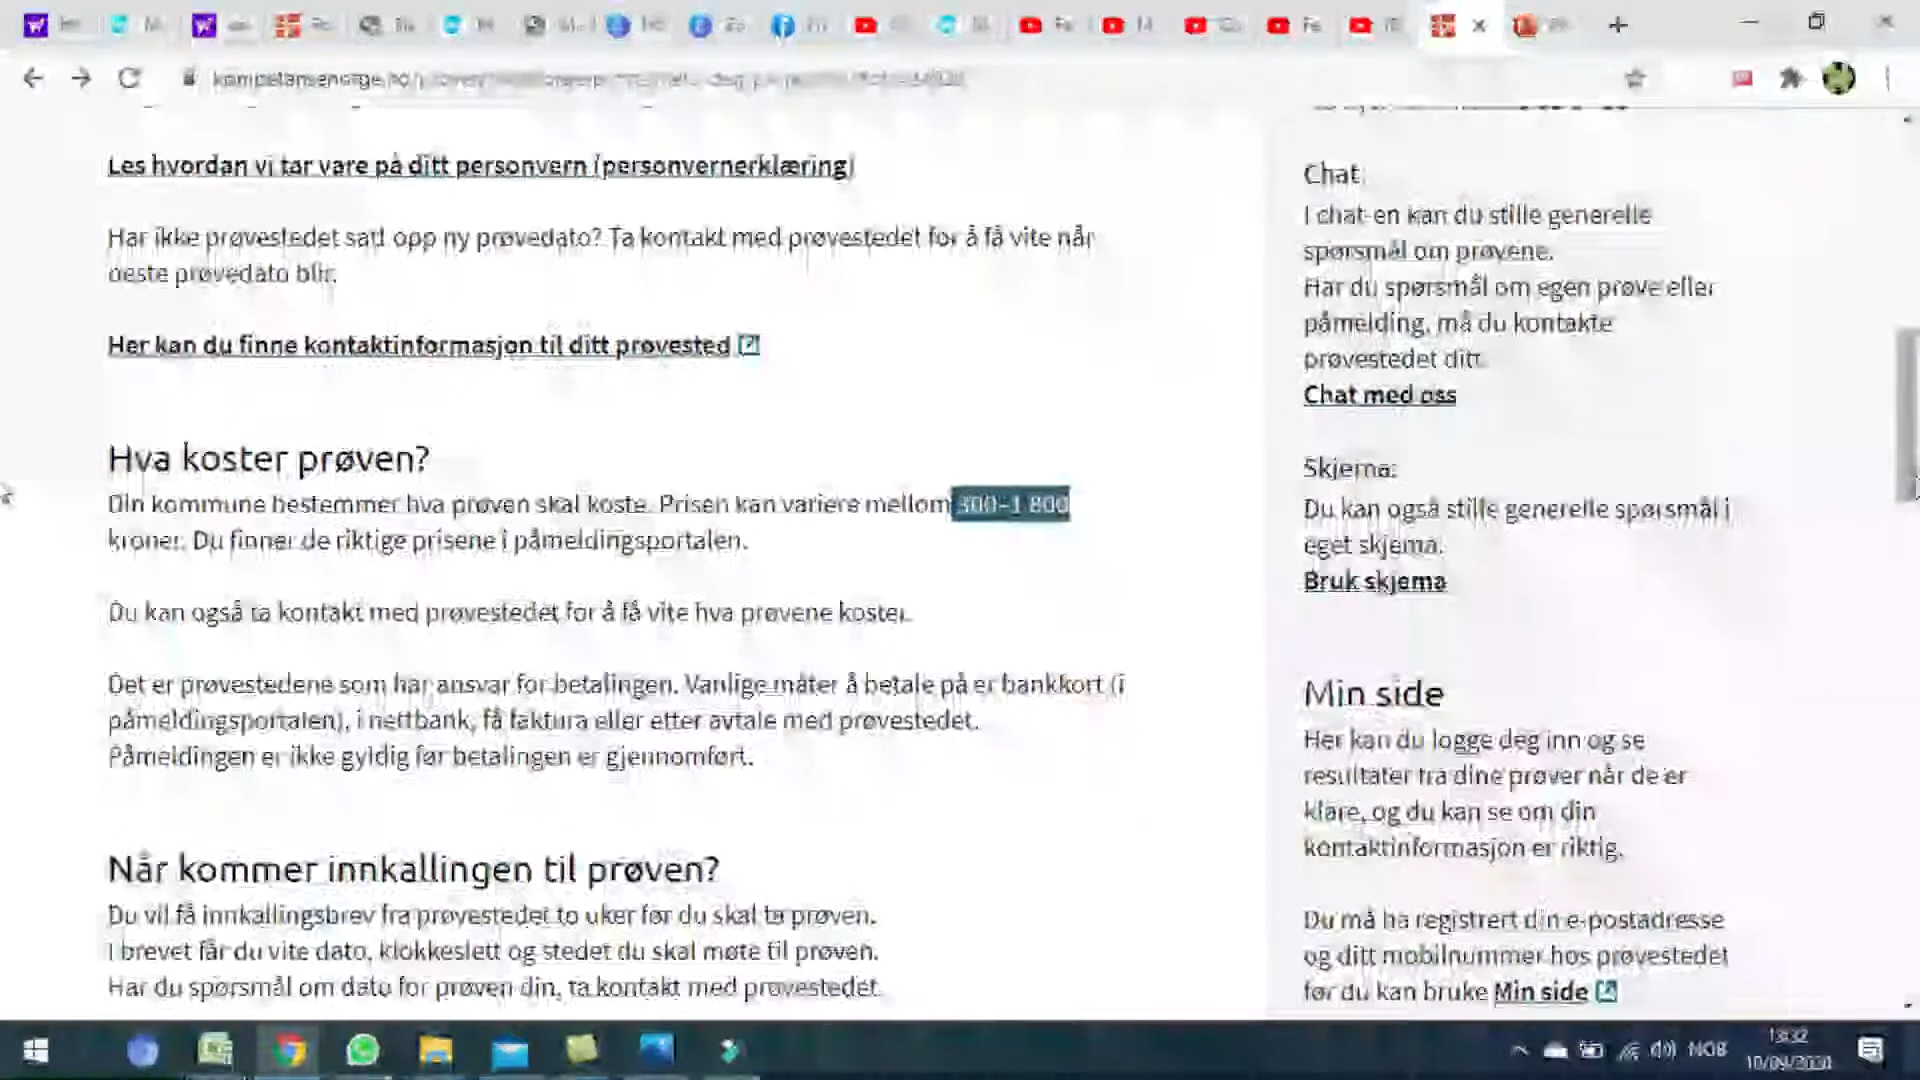 Les hvordan vi tar vare på ditt personvern (personvernerklæring)
Har ikke prøvestedet satt opp ny prøvedato? Ta kontakt med prøvestedet for å få vite når
neste prøvedato blir.
Her kan du finne kontaktinformasjon til ditt prøvested
Hva koster prøven?
Din kommune bestemmer hva prøven skal koste. Prisen kan variere mellom 300-1 800
kroner. Du finner de riktige prisene i påmeldingsportalen.
Du kan også ta kontakt med prøvestedet for å få vite hva prøvene koster.
Det er prøvestedene som har ansvar for betalingen. Vanlige måter å betale på er bankkort (i
påmeldingsportalen), i nettbank, få faktura eller etter avtale med prøvestedet.
Påmeldingen er ikke gyldig før betalingen er gjennomført.
Når kommer innkallingen til prøven?
Du vil få innkallingsbrev fra prøvestedet to uker før du skal ta prøven.
I brevet får du vite dato, klokkeslett og stedet du skal møte til prøven.
Har du spørsmål om dato for prøven din, ta kontakt med prøvestedet.
Chat:
I chat-en kan du stille generelle
spørsmål om prøvene.
Har du spørsmål om egen prøve eller
påmelding, må du kontakte
prøvestedet ditt.
Chat med oss
Skjema:
Du kan også stille generelle spørsmål i
eget skjema.
Bruk skjema
Min side
Her kan du logge deg inn og se
resultater fra dine prøver når de er
klare, og du kan se om din
kontaktinformasjon er riktig.
Du må ha registrert din e-postadresse
og ditt mobilnummer hos prøvestedet
før du kan bruke Min side
NOB
13:32
10/09/2020